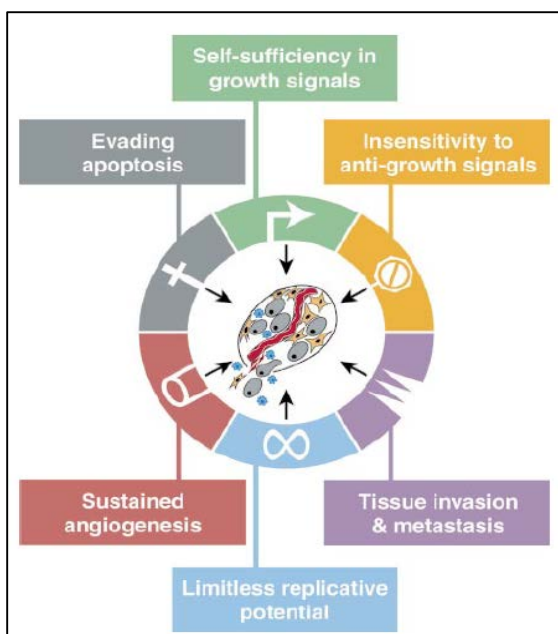 Self-sufficiency in
growth signals
Evading
apoptosis
Insensitivity to
anti-growth signals
Sustained
angiogenesis
Tissue invasion
& metastasis
Limitless replicative
potential